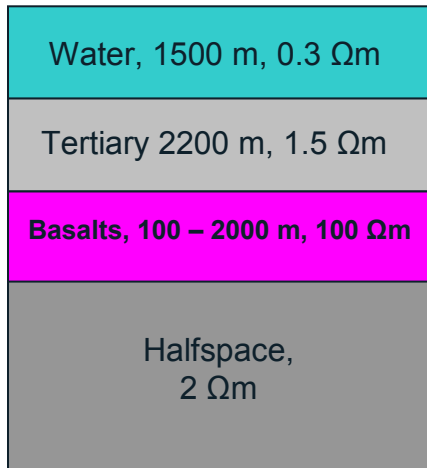 Water, 1500 m, 0.3 Ωm
Tertiary 2200 m, 1.5 Ωm
Basalts, 100 – 2000 m, 100 Ωm
Halfspace,
2 Ωm